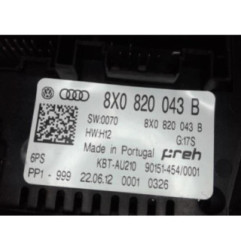 8X0 820 043 B
SW:0070 8X0 820 043 B
HW:H12 G:17S
Made in Portugal preh
6PS KBT-AU210 90151-454/0001
PP1 - 999 22.06.12 0001 0326